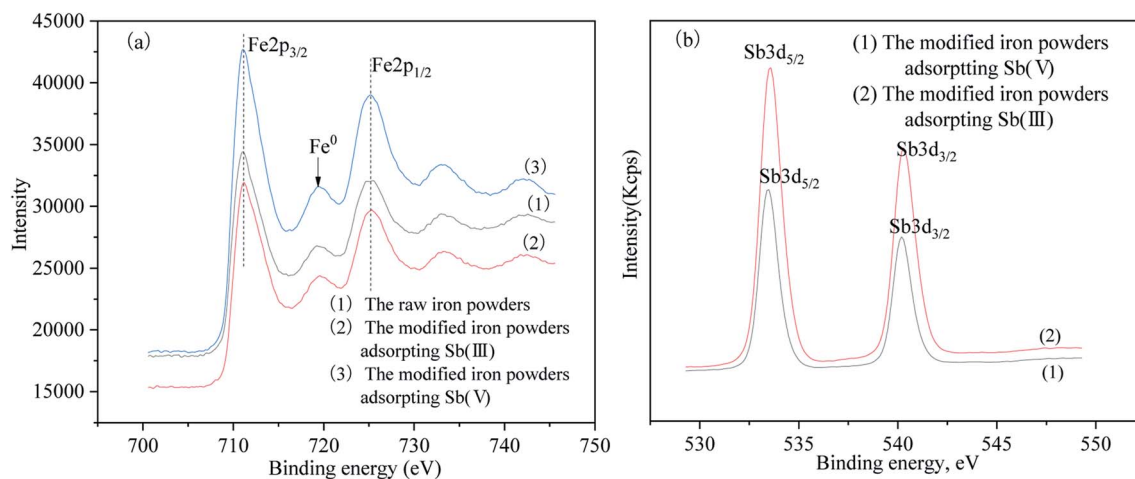 (a)
Fe2p3/2
Fe2p1/2
Fe0
(3)
(1)
(2)
(1) The raw iron powders
(2) The modified iron powders
adsorpting Sb(Ⅲ)
(3) The modified iron powders
adsorpting Sb(Ⅴ)
45000
40000
35000
30000
25000
20000
15000
Intensity
700
710
720
730
740
750
Binding energy (eV)
(b)
Sb3d5/2
(1) The modified iron powders
adsorptting Sb(Ⅴ)
(2) The modified iron powders
adsorpting Sb(Ⅲ)
Sb3d3/2
Sb3d5/2
Sb3d3/2
(2)
(1)
Intensity(Kcps)
530
535
540
545
550
Binding energy, eV